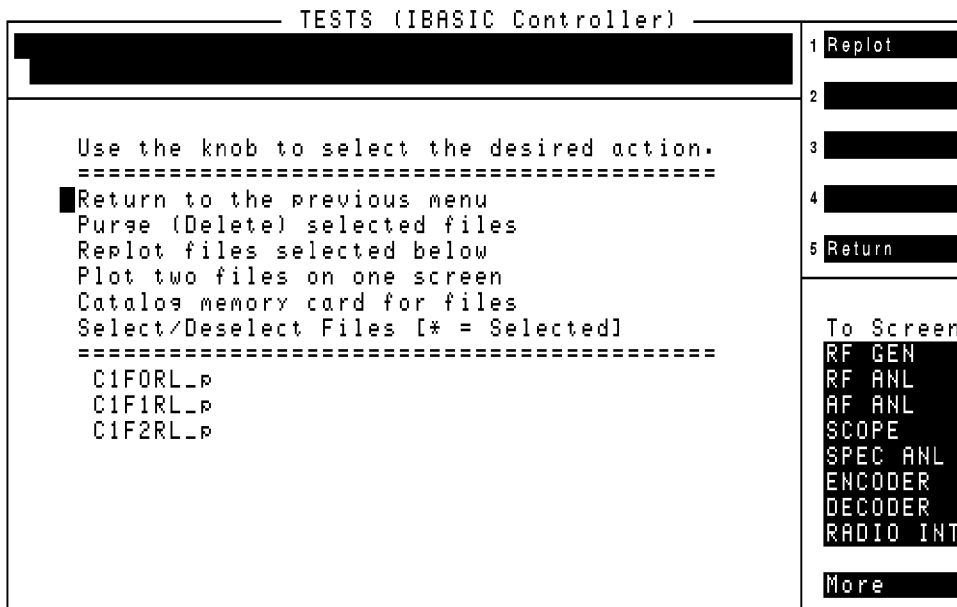 TESTS (IBASIC Controller)
Use the knob to select the desired action.
==========================================
Return to the previous menu
Purge (Delete) selected files
Replot files selected below
Plot two files on one screen
Catalog memory card for files
Select/Deselect Files [* = Selected]
==========================================
C1F0RL_p
C1F1RL_p
C1F2RL_p
1 Replot
2
3
4
5 Return
To Screen
RF GEN
RF ANL
AF ANL
SCOPE
SPEC ANL
ENCODER
DECODER
RADIO INT
More